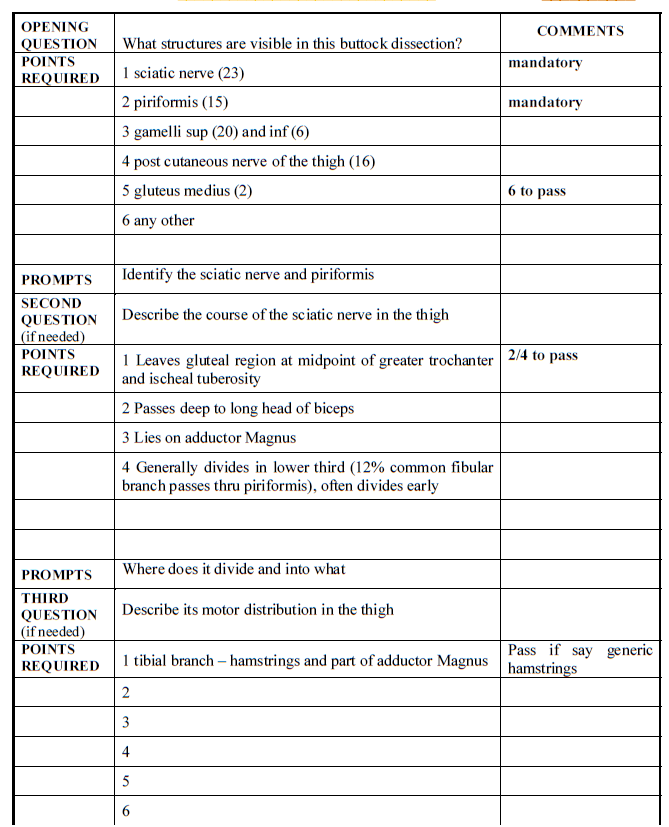 OPENING QUESTION What structures are visible in this buttock dissection? COMMENTS
POINTS REQUIRED 1 sciatic nerve (23) mandatory
2 piriformis (15) mandatory
3 gamelli sup (20) and inf (6)
4 post cutaneous nerve of the thigh (16)
5 gluteus medius (2) 6 to pass
6 any other
PROMPTS Identify the sciatic nerve and piriformis
SECOND QUESTION (if needed) Describe the course of the sciatic nerve in the thigh
POINTS REQUIRED 1 Leaves gluteal region at midpoint of greater trochanter 2/4 to pass
and ischeal tuberosity
2 Passes deep to long head of biceps
3 Lies on adductor Magnus
4 Generally divides in lower third (12% common fibular
branch passes thru piriformis), often divides early
PROMPTS Where does it divide and into what
THIRD QUESTION (if needed) Describe its motor distribution in the thigh
POINTS REQUIRED 1 tibial branch – hamstrings and part of adductor Magnus Pass if say generic hamstrings
2
3
4
5
6